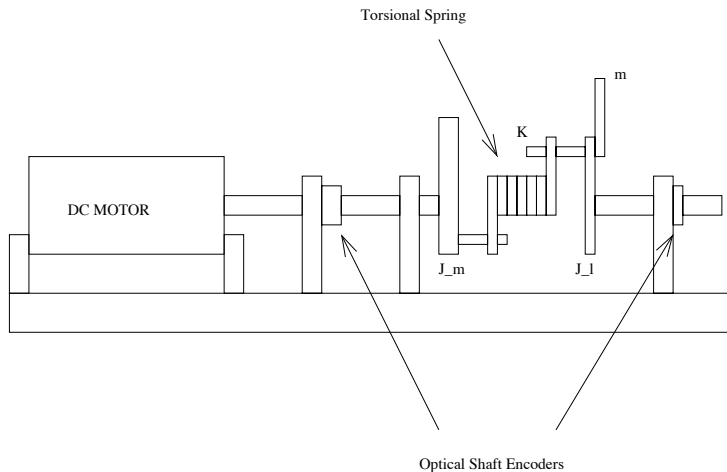 Torsional Spring
m
K
DC MOTOR
J_m
J_l
Optical Shaft Encoders